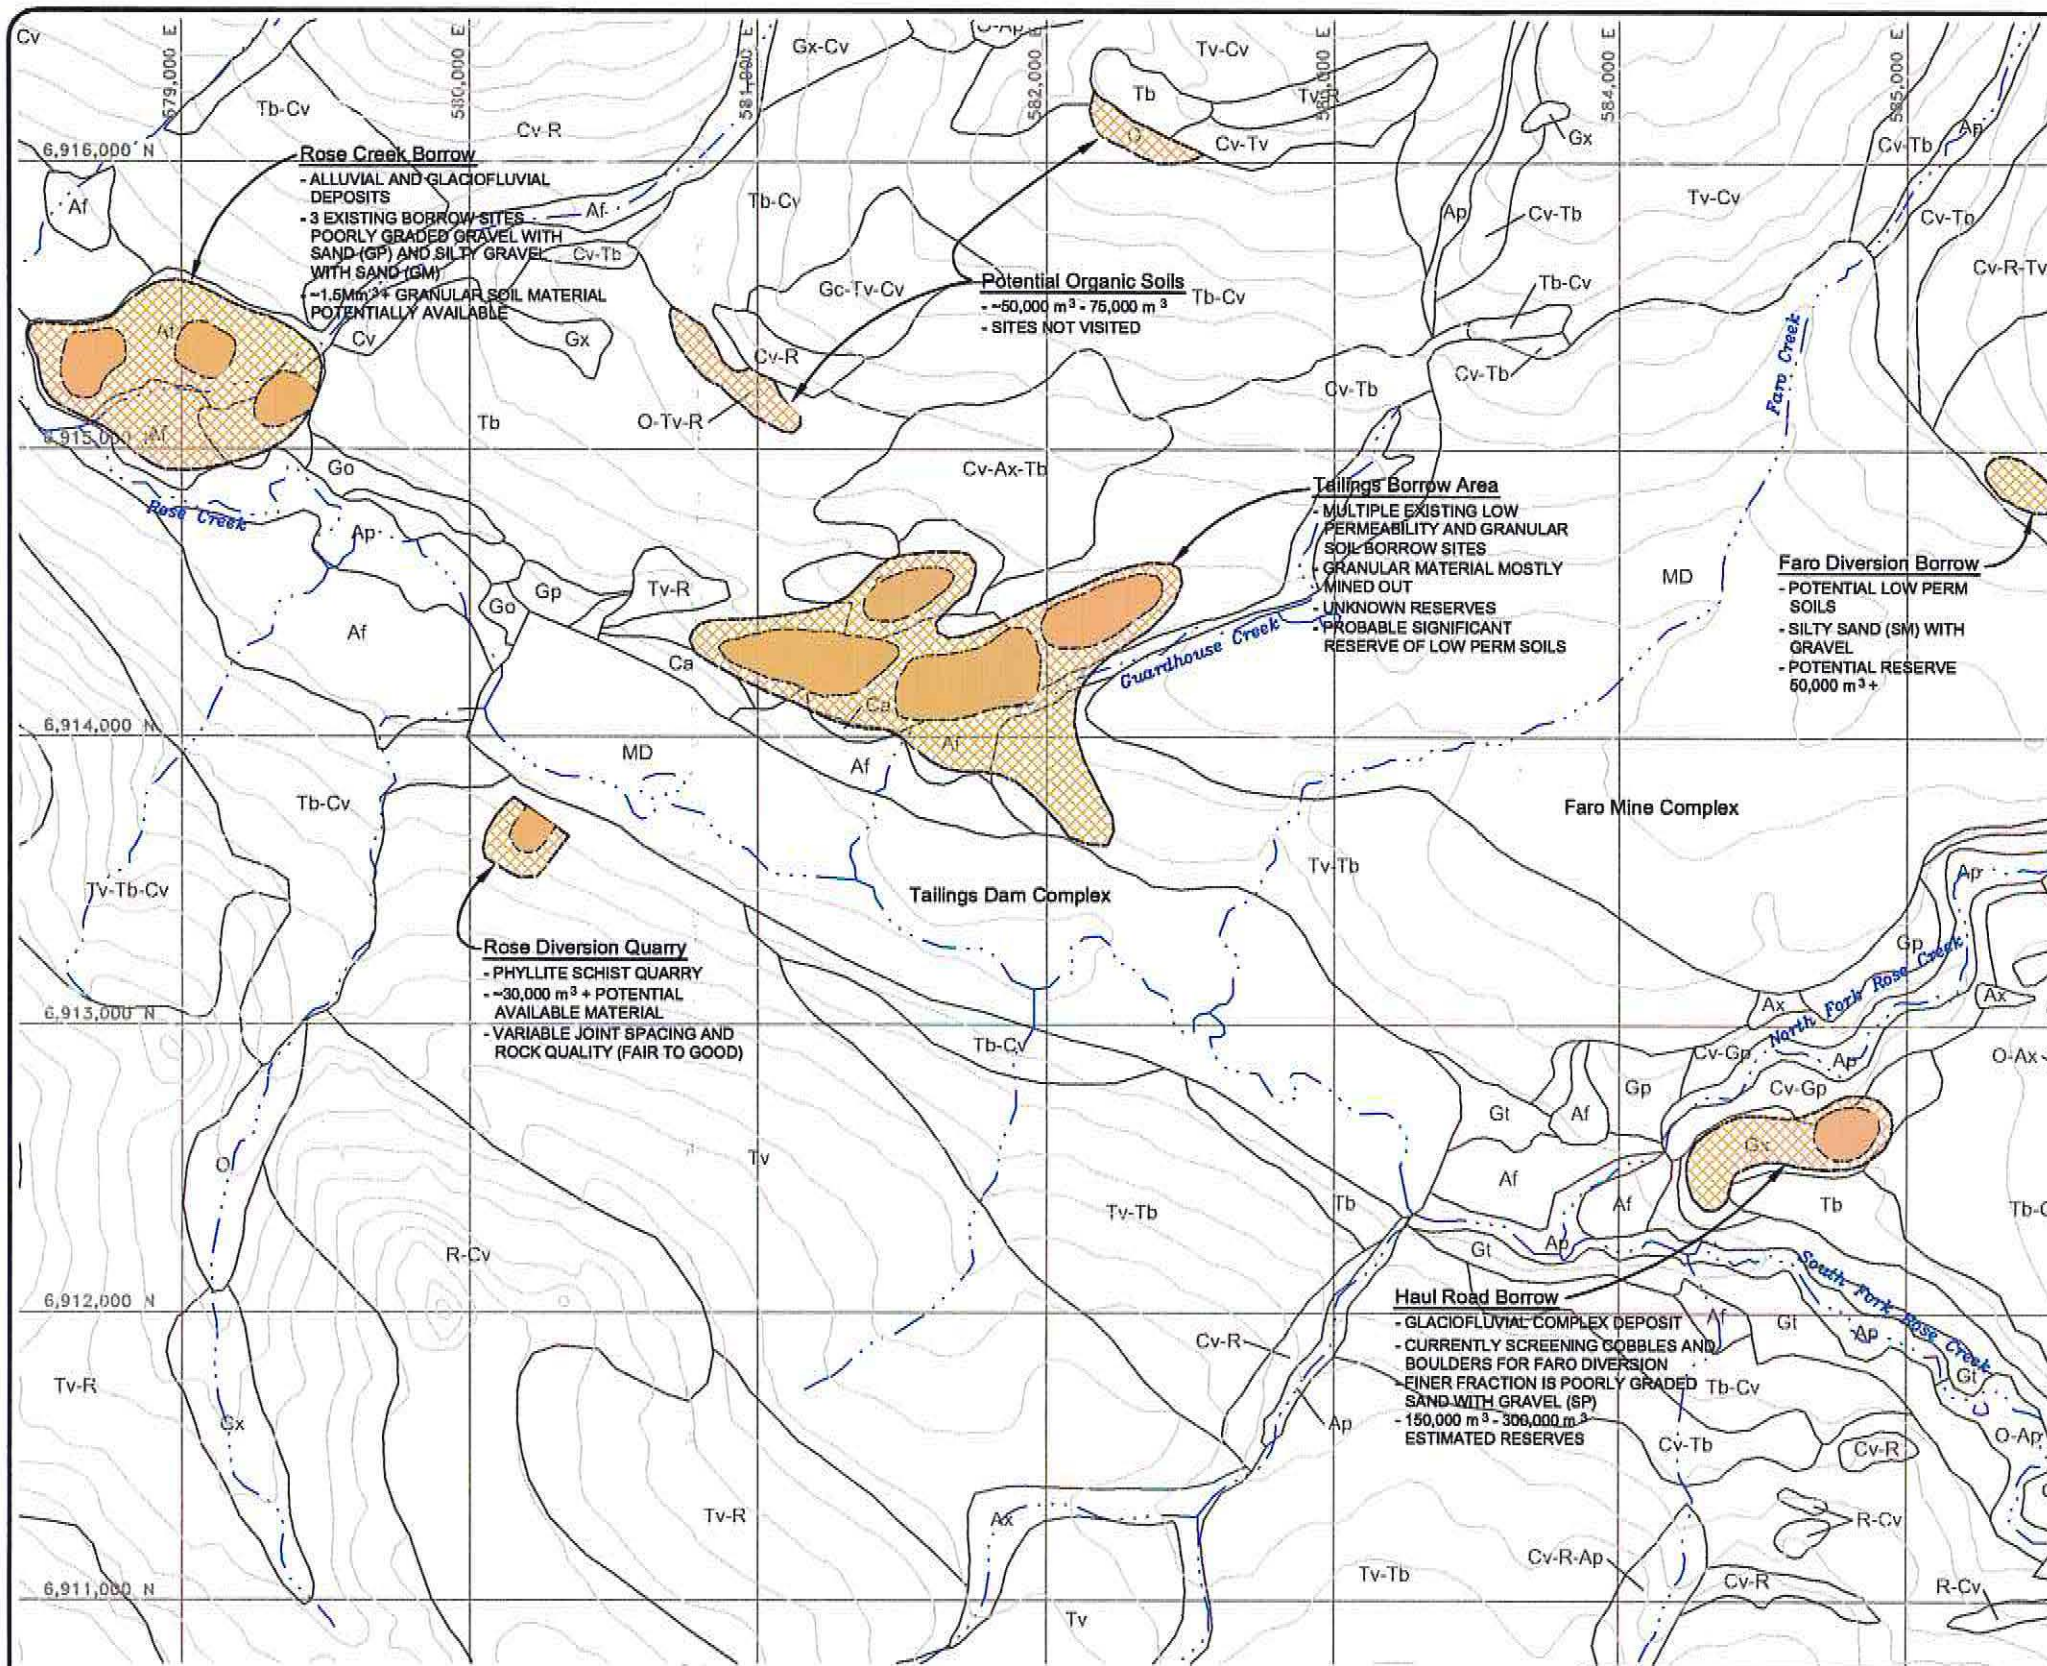 Cv
579,000 E
580,000 E
581,000 E
582,000 E
584,000 E
585,000 E
Gx-Cv
Tv-Cv
Tb-Cv
Cv-R
Tb
Tv-R
Gx
Ap
Cv-Tb
6,916,000 N
Rose Creek Borrow
- ALLUVIAL AND GLACIOFLUVIAL
DEPOSITS
- 3 EXISTING BORROW SITES
POORLY GRADED GRAVEL WITH
SAND (GP) AND SILTY GRAVEL
WITH SAND (GM)
- ~1.5Mm³+ GRANULAR SOIL MATERIAL
POTENTIALLY AVAILABLE
O
Cv-Tv
Af
Af
Tb-Cv
Ap
Cv-Tb
Tv-Cv
Cv-Tb
Gc-Tv-Cv
Potential Organic Soils
- ~50,000 m³ - 75,000 m³
- SITES NOT VISITED
Tb-Cv
Tb-Cv
Cv-R-Tv
Af
Cv
Gx
Cv-R
Cv-Tb
Cv-Tb
Faro Creek
O-Tv-R
Tb
6,915,000 N
Af
Go
Cv-Ax-Tb
Rose Creek
Ap
Tailings Borrow Area
- MULTIPLE EXISTING LOW
PERMEABILITY AND GRANULAR
SOIL BORROW SITES
- GRANULAR MATERIAL MOSTLY
MINED OUT
- UNKNOWN RESERVES
- PROBABLE SIGNIFICANT
RESERVE OF LOW PERM SOILS
MD
Faro Diversion Borrow
- POTENTIAL LOW PERM
SOILS
- SILTY SAND (SM) WITH
GRAVEL
- POTENTIAL RESERVE
50,000 m³ +
Go
Gp
Tv-R
Af
Ca
Guardhouse Creek
Ca
6,914,000 N
MD
Af
Af
Tb-Cv
Faro Mine Complex
Tv-Tb-Cv
Tailings Dam Complex
Tv-Tb
Ap
Rose Diversion Quarry
- PHYLLITE SCHIST QUARRY
- ~30,000 m³ + POTENTIAL
AVAILABLE MATERIAL
- VARIABLE JOINT SPACING AND
ROCK QUALITY (FAIR TO GOOD)
Gp
North Fork Rose Creek
Ax
Ax
6,913,000 N
Tb-Cv
Cv-Gp
Ap
O-Ax
Gt
Af
Gp
Cv-Gp
Gx
O
Tv
Af
Af
Tb
Tb
Tv-Tb
R-Cv
Gt
Ap
South Fork Rose Creek
6,912,000 N
Haul Road Borrow
- GLACIOFLUVIAL COMPLEX DEPOSIT
- CURRENTLY SCREENING COBBLES AND
BOULDERS FOR FARO DIVERSION
- FINER FRACTION IS POORLY GRADED
SAND WITH GRAVEL (SP)
- 150,000 m³ - 300,000 m³
ESTIMATED RESERVES
Af
Gt
Ap
Cv-R
Gt
Tv-R
Tb-Cv
Gx
Ap
Cv-Tb
Cv-R
O-Ap
Tv-R
Ax
R-Cv
Cv-R-Ap
Tv-Tb
Cv-R
R-Cv
6,911,000 N
Tv